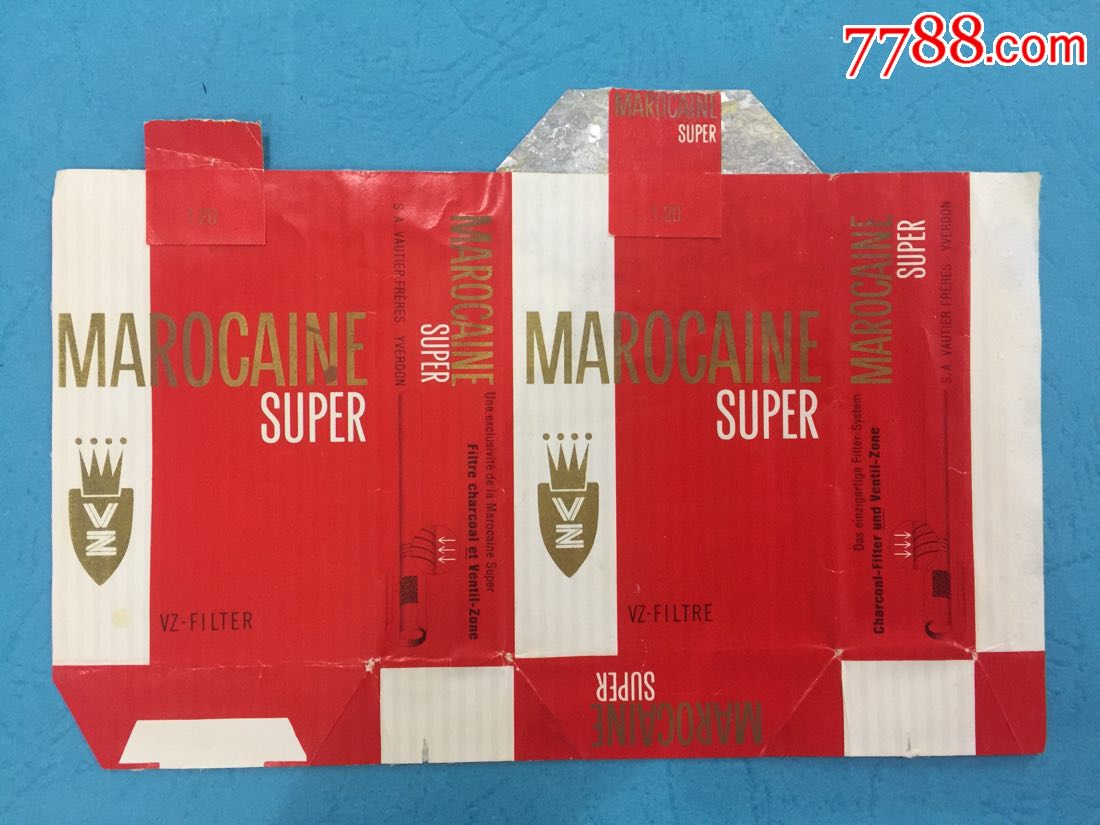 7788.com
MAROCAINE
SUPER
1.20
1.20
MAROCAINE
SUPER
VZ
VZ-FILTER
S.A. VAUTIER FRÈRES YVERDON
MAROCAINE
SUPER
Une exclusivité de la Marocaine Super
Filtre charcoal et Ventil-Zone
MAROCAINE
SUPER
VZ
VZ-FILTRE
MAROCAINE
SUPER
S.A. VAUTIER FRÈRES YVERDON
Das einzigartige Filter-System
Charcoal-Filter und Ventil-Zone
MAROCAINE
SUPER